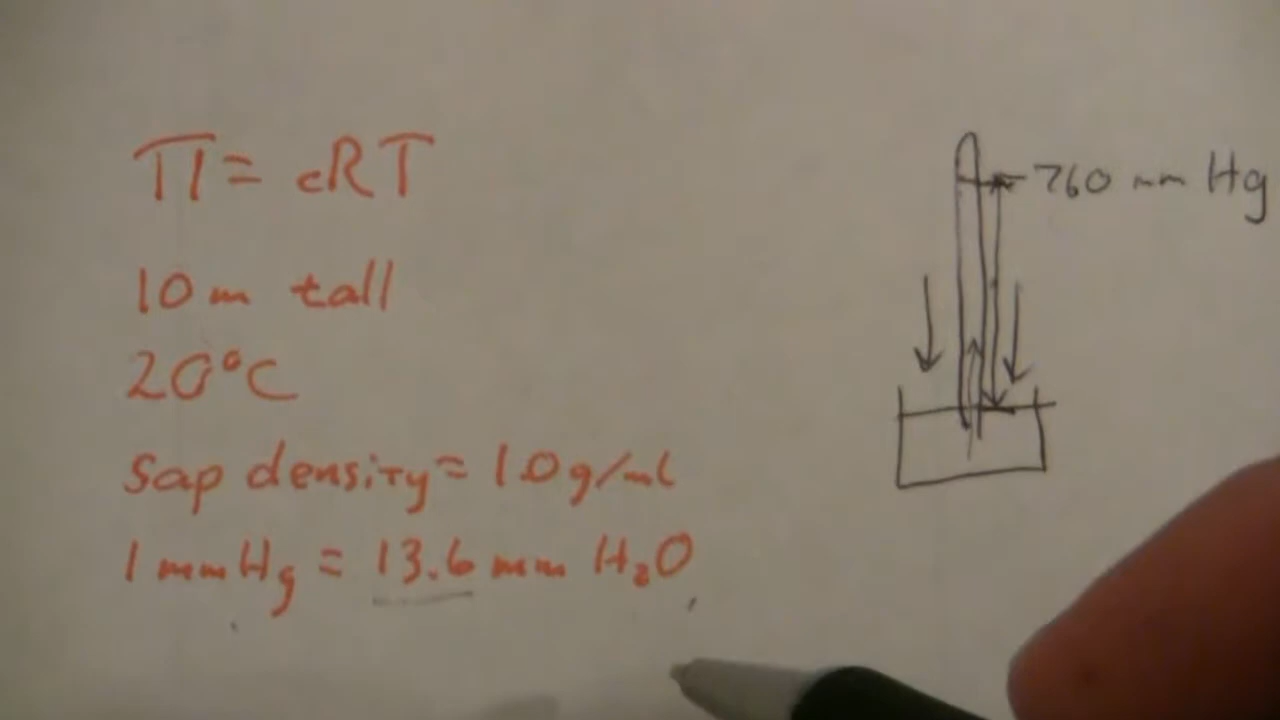 Π = cRT
760 mm Hg
10 m tall
20°C
Sap density = 1.0 g/mL
1 mm Hg = 13.6 mm H₂O